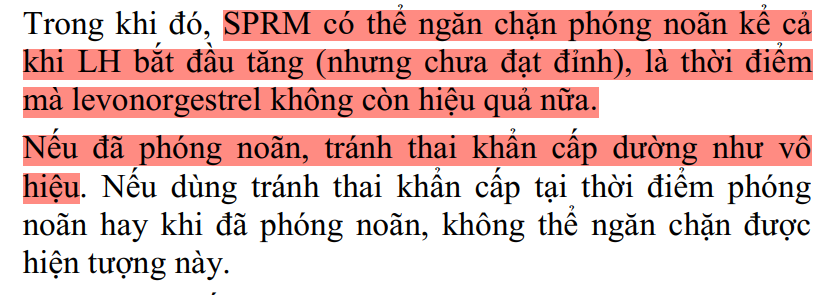 Trong khi đó, SPRM có thể ngăn chặn phóng noãn kể cả
khi LH bắt đầu tăng (nhưng chưa đạt đỉnh), là thời điểm
mà levonorgestrel không còn hiệu quả nữa.
Nếu đã phóng noãn, tránh thai khẩn cấp dường như vô
hiệu. Nếu dùng tránh thai khẩn cấp tại thời điểm phóng
noãn hay khi đã phóng noãn, không thể ngăn chặn được
hiện tượng này.